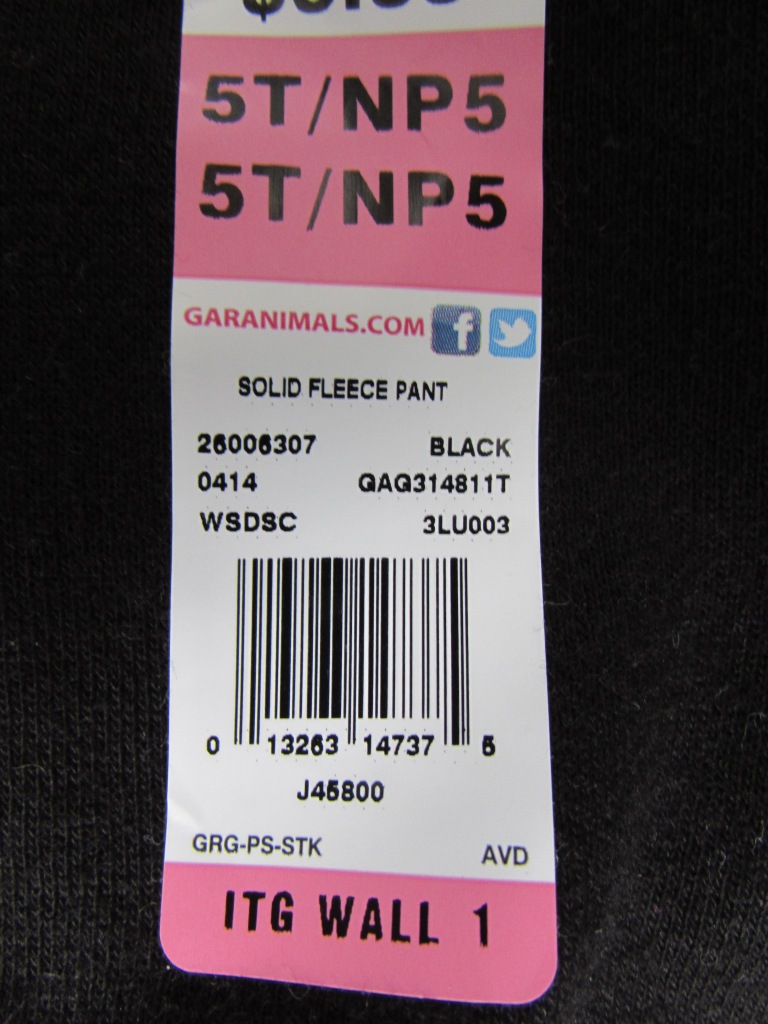 5T/NP5
5T/NP5
GARANIMALS.COM f
SOLID FLEECE PANT
26006307 BLACK
0414 GAG314811T
WSDSC 3LU003
0 13263 14737 5
J45800
GRG-PS-STK AVD
ITG WALL 1